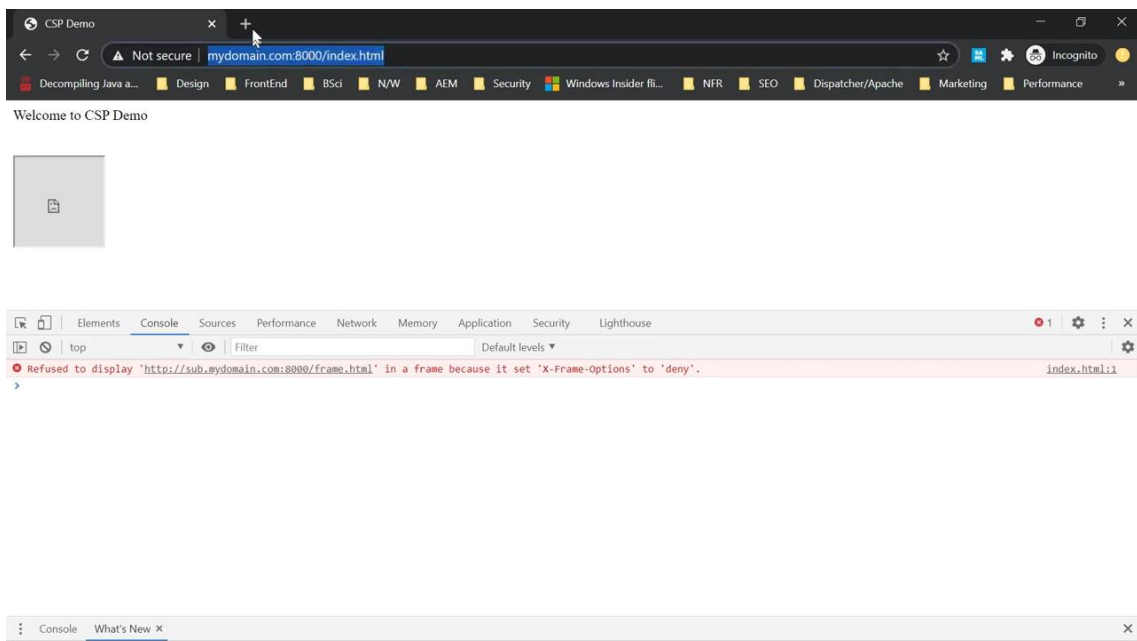 CSP Demo
Not secure mydomain.com:8000/index.html SA ML Incognito
Decompiling Java a... Design FrontEnd BSci N/W AEM Security Windows Insider fli... NFR SEO Dispatcher/Apache Marketing Performance »
Welcome to CSP Demo
Elements Console Sources Performance Network Memory Application Security Lighthouse 1
top Filter Default levels ▼
Refused to display 'http://sub.mydomain.com:8000/frame.html' in a frame because it set 'X-Frame-Options' to 'deny'. index.html:1
Console What's New ×